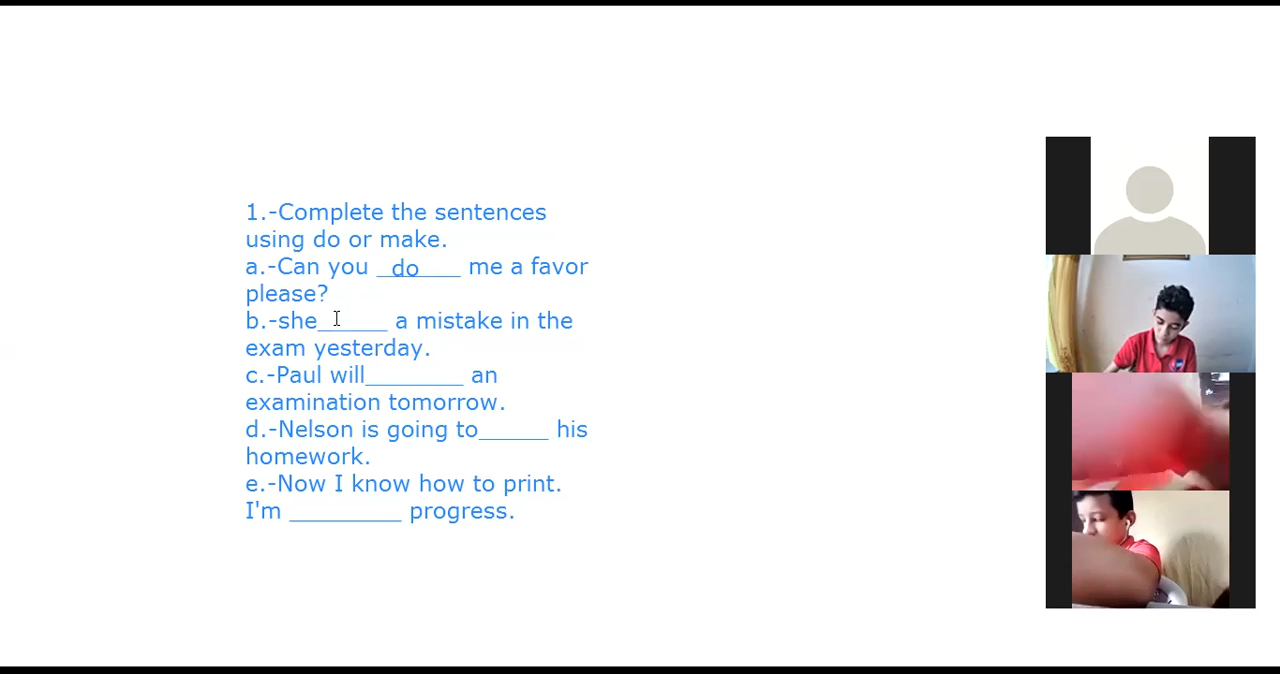 1.-Complete the sentences
using do or make.
a.-Can you __do____ me a favor
please?
b.-she______ a mistake in the
exam yesterday.
c.-Paul will________ an
examination tomorrow.
d.-Nelson is going to______ his
homework.
e.-Now I know how to print.
I'm _________ progress.